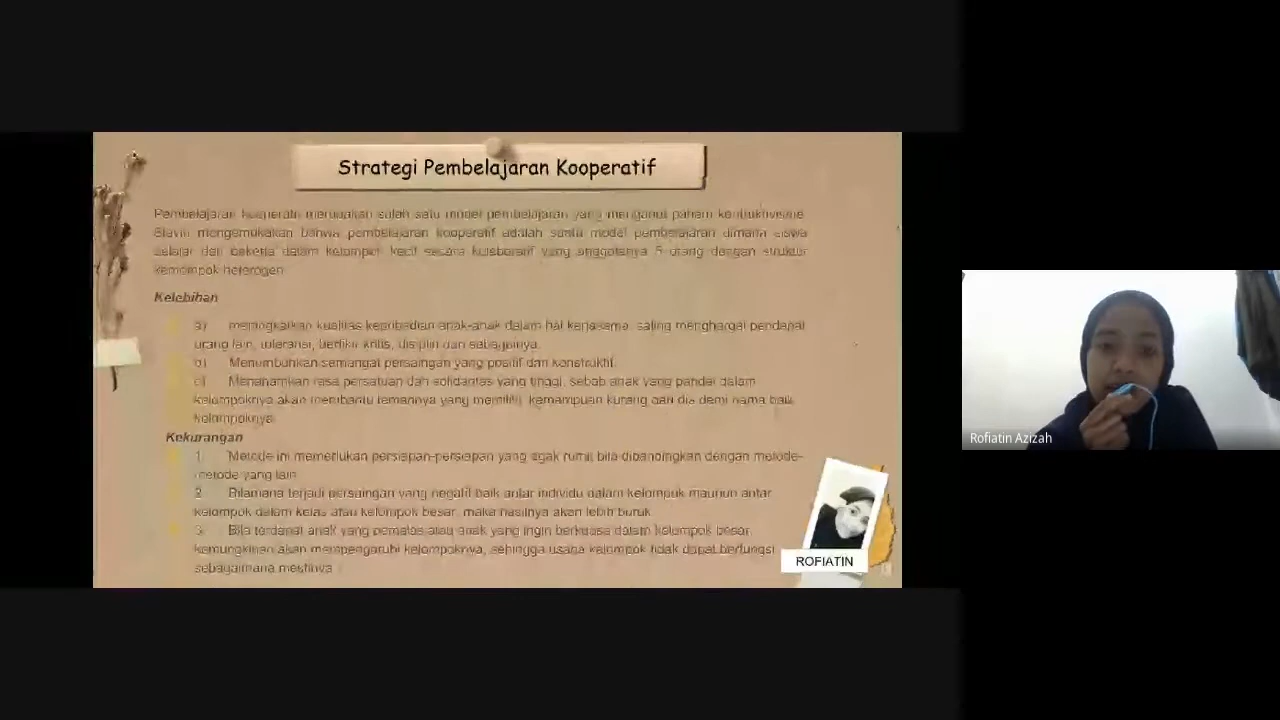 Strategi Pembelajaran Kooperatif
Pembelajaran kooperatif merupakan salah satu model pembelajaran yang menganut paham
Slavin mengemukakan bahwa pembelajaran kooperatif adalah suatu model pembelajaran dimana siswa
belajar dan bekerja dalam kelompok kecil secara kolaboratif yang anggotanya 5 orang dengan struktur
heterogen
Kelebihan
a) meningkatkan kualitas kepribadian anak-anak dalam hal kerjasama, saling menghargai pendapat
orang lain, toleransi, berfikir kritis, disiplin dan sebagainya.
b) Menumbuhkan semangat persaingan yang positif dan konstruktif.
c) Menanamkan rasa persatuan dan solidaritas yang tinggi, sebab anak yang pandai dalam
kelompoknya akan membantu temannya yang memiliki kemampuan kurang dari dia demi nama baik
kelompoknya
Kekurangan
1. Metode ini memerlukan persiapan-persiapan yang agak rumit bila dibandingkan dengan metode-
metode yang lain
2. Bilamana terjadi persaingan yang negatif baik antar individu dalam kelompok maupun antar
kelompok dalam kelas atau kelompok besar, maka hasilnya akan lebih buruk
3. Bila terdapat anak yang pemalas atau anak yang ingin berkuasa dalam kelompok besar,
kemungkinan akan mempengaruhi kelompoknya, sehingga usaha kelompok tidak dapat berfungsi
sebagaimana mestinya
ROFIATIN
Rofiatin Azizah